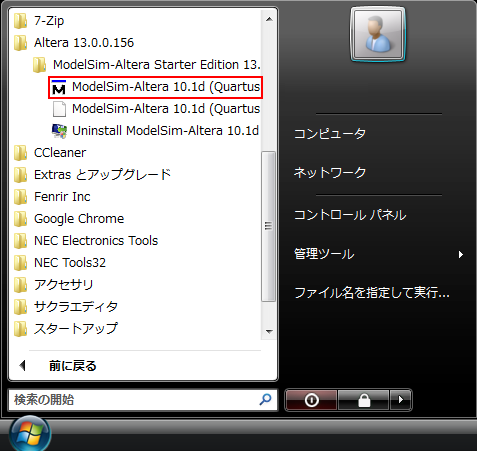 7-Zip
Altera 13.0.0.156
ModelSim-Altera Starter Edition 13.
ModelSim-Altera 10.1d (Quartus
ModelSim-Altera 10.1d (Quartus
Uninstall ModelSim-Altera 10.1d
CCleaner
Extras とアップグレード
Fenrir Inc
Google Chrome
NEC Electronics Tools
NEC Tools32
アクセサリ
サクラエディタ
スタートアップ
前に戻る
検索の開始
コンピュータ
ネットワーク
コントロール パネル
管理ツール
ファイル名を指定して実行...